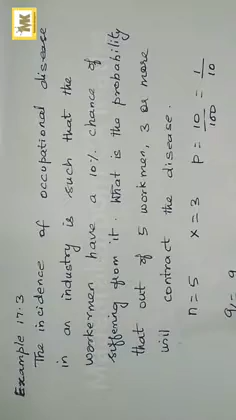 Example 17.3
The incidence of occupational disease
in an industry is such that the
workermen have a 10% chance of
siffering from it. What is the probability
that out of 5 workmen, 3 or more
will contract the disease.
n = 5 x = 3 p = 10/100 = 1/10